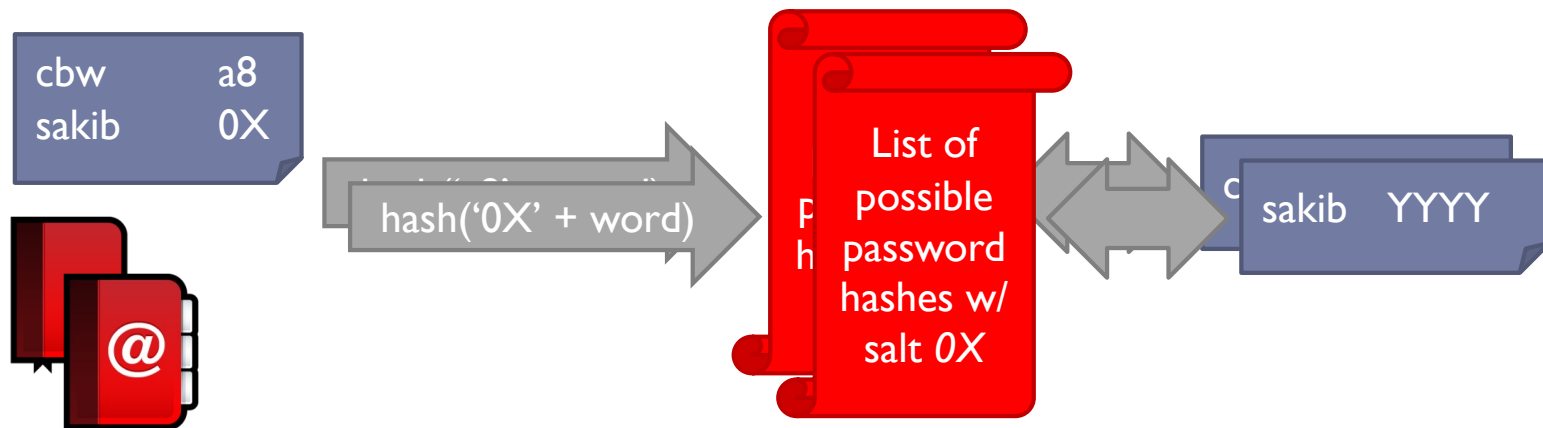 cbw a8
sakib 0X
hash(‘0X’ + word)
List of
possible
password
hashes w/
salt 0X
sakib YYYY
@